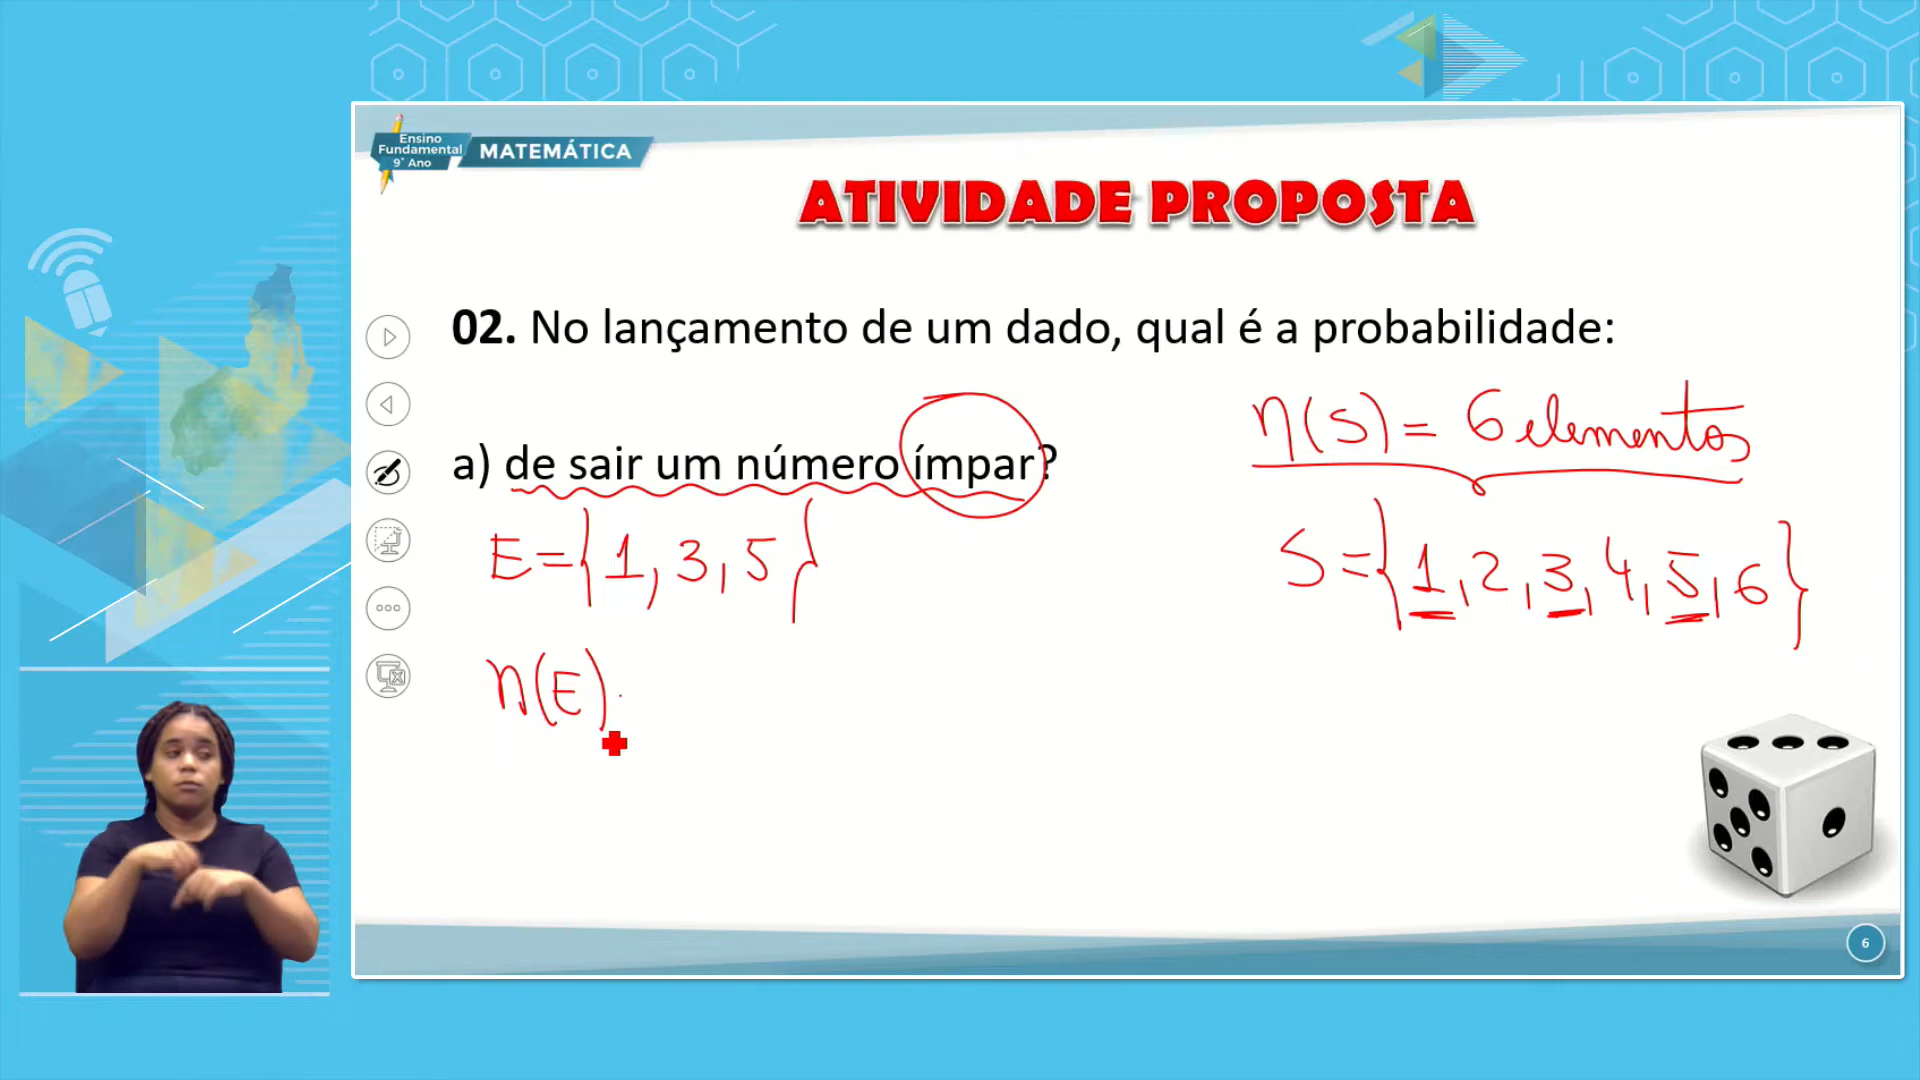 Ensino
Fundamental
9° Ano
MATEMÁTICA
ATIVIDADE PROPOSTA
02. No lançamento de um dado, qual é a probabilidade:
n(S) = 6 elementos
a) de sair um número ímpar?
E={1, 3, 5}
S={1, 2, 3, 4, 5, 6}
n(E)
6